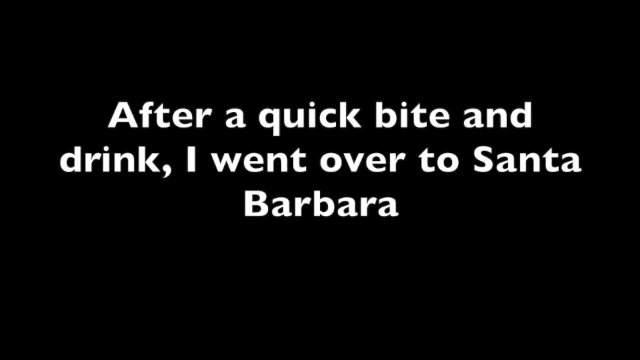 After a quick bite and
drink, I went over to Santa
Barbara